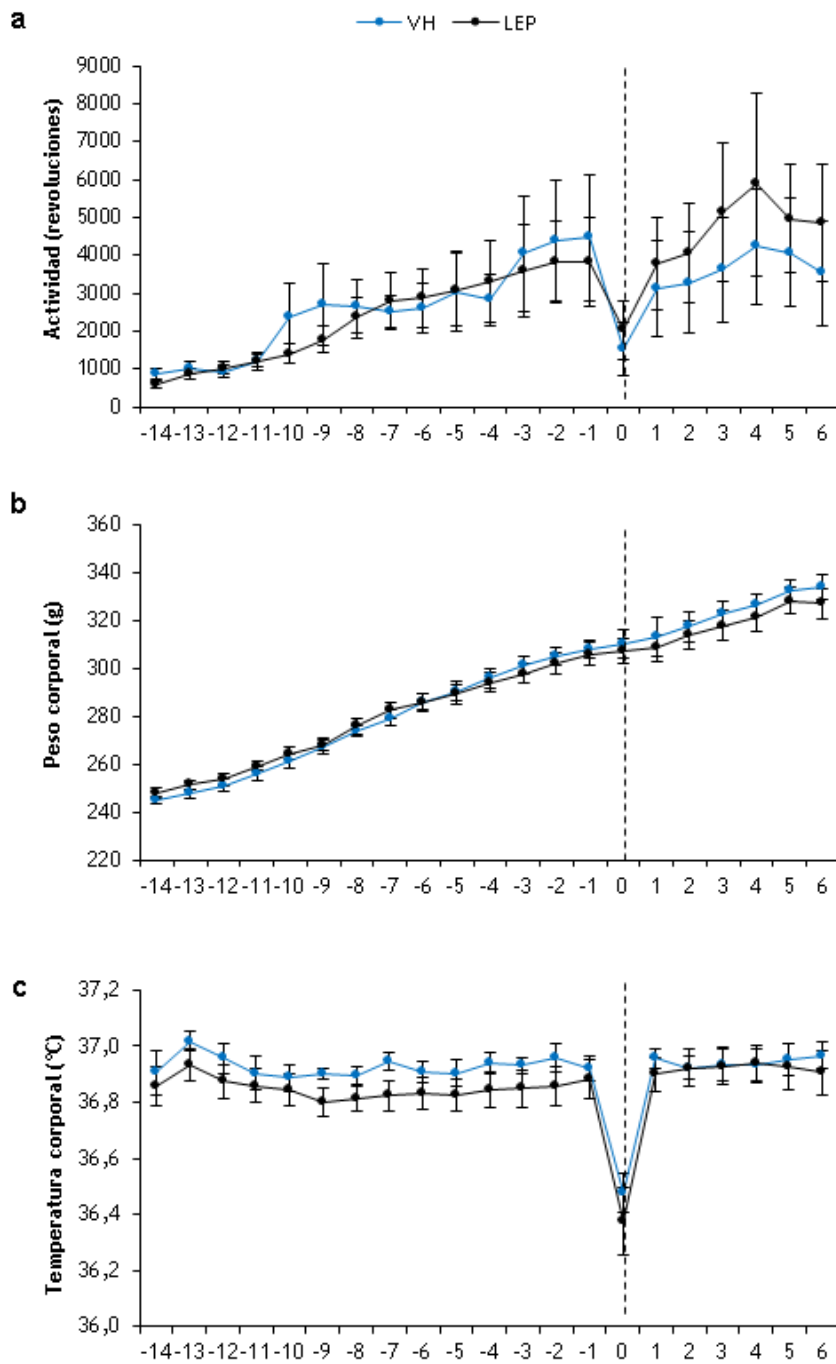 a
VH LEP
Actividad (revoluciones)
9000
8000
7000
6000
5000
4000
3000
2000
1000
0
-14 -13 -12 -11 -10 -9 -8 -7 -6 -5 -4 -3 -2 -1 0 1 2 3 4 5 6
b
Peso corporal (g)
360
340
320
300
280
260
240
220
-14 -13 -12 -11 -10 -9 -8 -7 -6 -5 -4 -3 -2 -1 0 1 2 3 4 5 6
c
Temperatura corporal (°C)
37,2
37,0
36,8
36,6
36,4
36,2
36,0
-14 -13 -12 -11 -10 -9 -8 -7 -6 -5 -4 -3 -2 -1 0 1 2 3 4 5 6